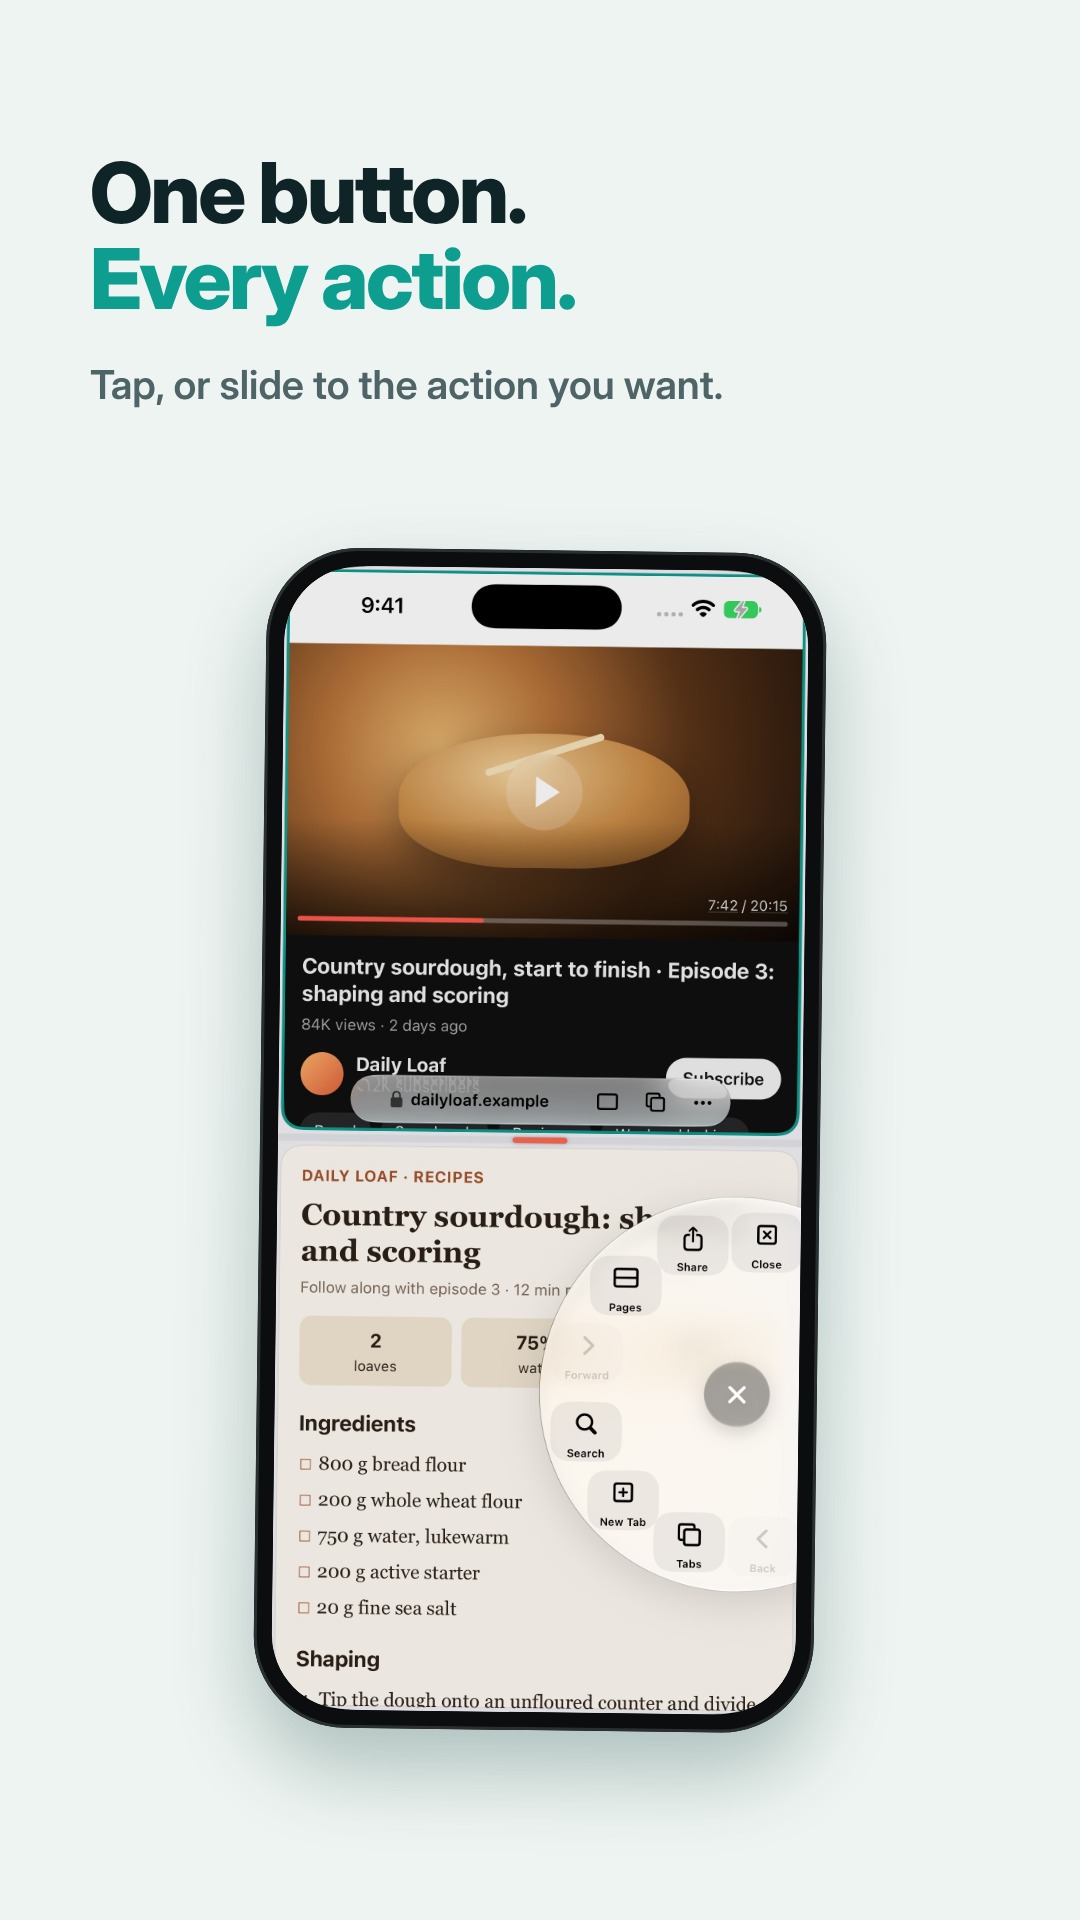 One button.
Every action.
Tap, or slide to the action you want.
9:41
7:42 / 20:15
Country sourdough, start to finish · Episode 3:
shaping and scoring
84K views · 2 days ago
Daily Loaf
Subscribe
dailyloaf.example
DAILY LOAF · RECIPES
Country sourdough:
and scoring
Follow along with episode 3 · 12 min
2
loaves
75%
Share
Close
Pages
Forward
Search
New Tab
Tabs
Back
Ingredients
800 g bread flour
200 g whole wheat flour
750 g water, lukewarm
200 g active starter
20 g fine sea salt
Shaping
Tip the dough onto an unfloured counter and divide